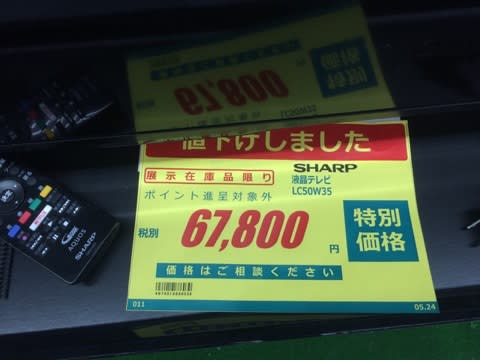 値下げしました
展示在庫品限り
SHARP
液晶テレビ
LC50W35
ポイント進呈対象外
税別
67,800
円
特別
価格
価格はご相談ください
011
05.24
AQUOS
SHARP